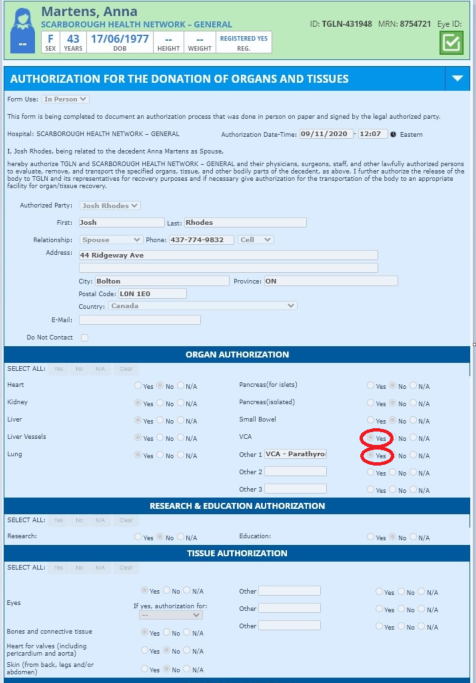 Martens, Anna
SCARBOROUGH HEALTH NETWORK – GENERAL
ID: TGLN-431948 MRN: 8754721 Eye ID:
-- F 43 17/06/1977 -- -- REGISTERED YES
SEX YEARS DOB HEIGHT WEIGHT REG.
AUTHORIZATION FOR THE DONATION OF ORGANS AND TISSUES
Form Use: In Person
This form is being completed to document an authorization process that was done in person on paper and signed by the legal authorized party.
Hospital: SCARBOROUGH HEALTH NETWORK – GENERAL Authorization Date-Time: 09/11/2020 - 12:07 Eastern
I, Josh Rhodes, being related to the decedent Anna Martens as Spouse,
hereby authorize TGLN and SCARBOROUGH HEALTH NETWORK – GENERAL and their physicians, surgeons, staff, and other lawfully authorized persons
to evaluate, remove, and transport the specified organs, tissue, and other bodily parts of the decedent, as above. I further authorize the release of the
body to TGLN and its representatives for recovery purposes and if necessary give authorization for the transportation of the body to an appropriate
facility for organ/tissue recovery.
Authorized Party: Josh Rhodes
First: Josh Last: Rhodes
Relationship: Spouse Phone: 437-774-9832 Cell
Address: 44 Ridgeway Ave
City: Bolton Province: ON
Postal Code: L0N 1E0
Country: Canada
E-Mail:
Do Not Contact
ORGAN AUTHORIZATION
SELECT ALL: Yes No N/A Clear
Heart Yes No N/A Pancreas(for islets) Yes No N/A
Kidney Yes No N/A Pancreas(isolated) Yes No N/A
Liver Yes No N/A Small Bowel Yes No N/A
Liver Vessels Yes No N/A VCA Yes No N/A
Lung Yes No N/A Other 1 VCA - Parathyro Yes No N/A
Other 2 Yes No N/A
Other 3 Yes No N/A
RESEARCH & EDUCATION AUTHORIZATION
SELECT ALL: Yes No N/A Clear
Research: Yes No N/A Education: Yes No N/A
TISSUE AUTHORIZATION
SELECT ALL: Yes No N/A Clear
Yes No N/A Other Yes No N/A
Eyes If yes, authorization for: Other Yes No N/A
--
Other Yes No N/A
Bones and connective tissue Yes No N/A
Heart for valves (including
pericardium and aorta) Yes No N/A
Skin (from back, legs and/or
abdomen) Yes No N/A